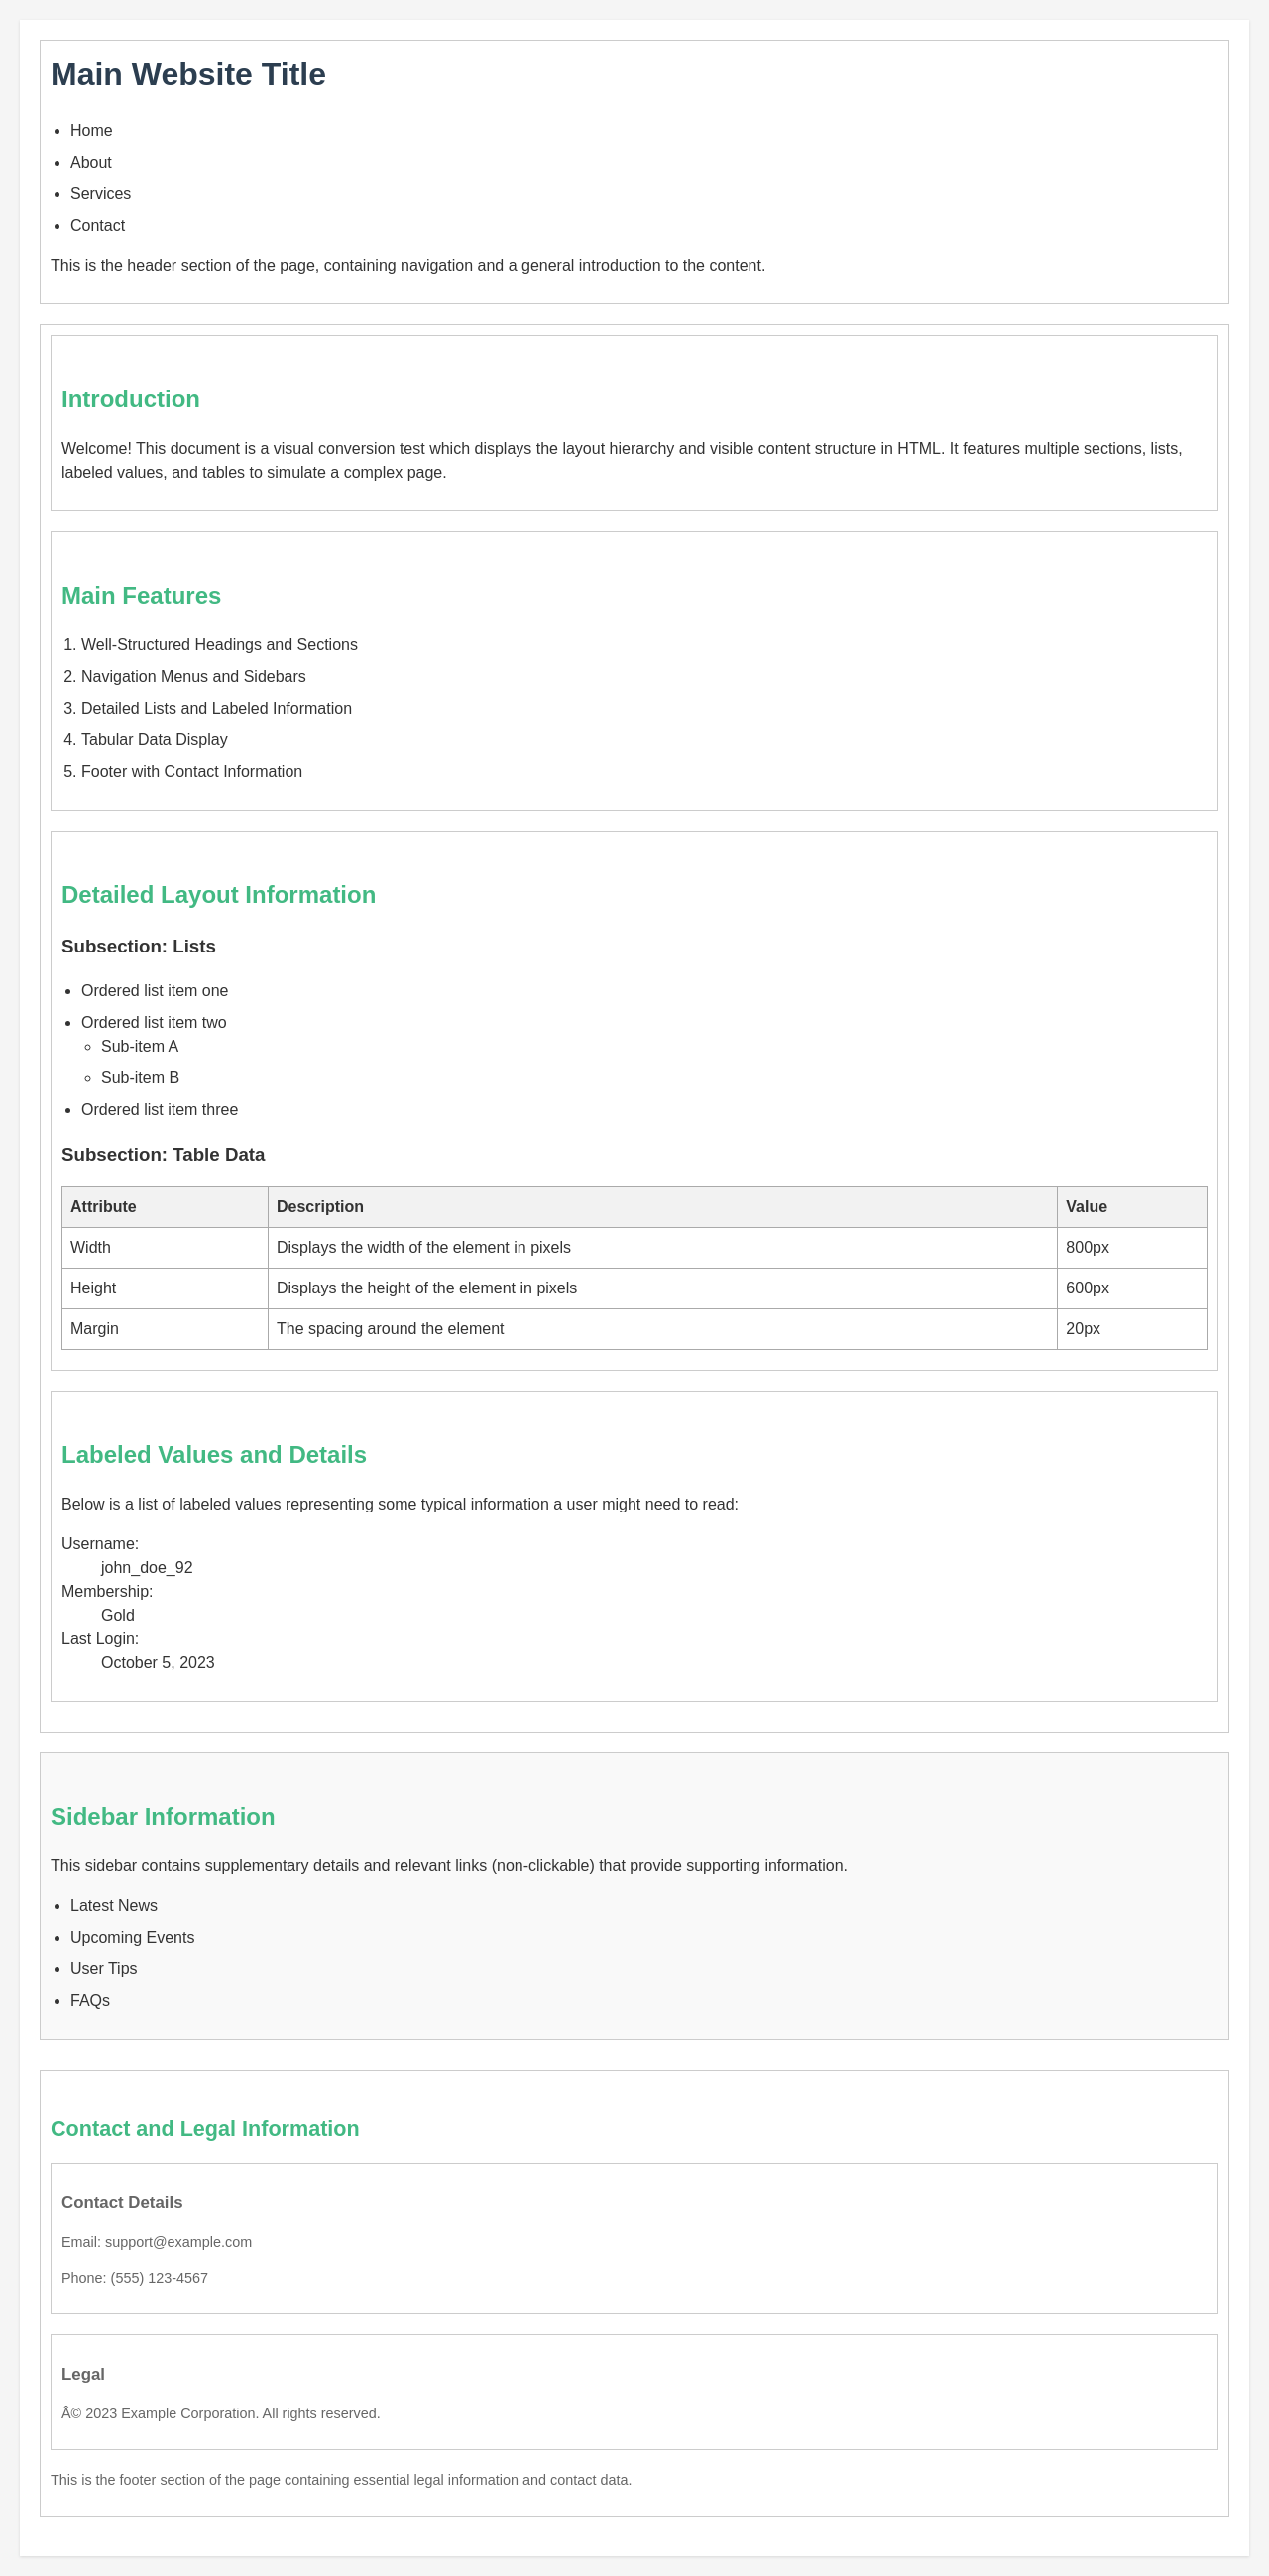 Main Website Title
Home
About
Services
Contact
This is the header section of the page, containing navigation and a general introduction to the content.
Introduction
Welcome! This document is a visual conversion test which displays the layout hierarchy and visible content structure in HTML. It features multiple sections, lists,
labeled values, and tables to simulate a complex page.
Main Features
1. Well-Structured Headings and Sections
2. Navigation Menus and Sidebars
3. Detailed Lists and Labeled Information
4. Tabular Data Display
5. Footer with Contact Information
Detailed Layout Information
Subsection: Lists
Ordered list item one
Ordered list item two
Sub-item A
Sub-item B
Ordered list item three
Subsection: Table Data
Attribute Description Value
Width Displays the width of the element in pixels 800px
Height Displays the height of the element in pixels 600px
Margin The spacing around the element 20px
Labeled Values and Details
Below is a list of labeled values representing some typical information a user might need to read:
Username:
john_doe_92
Membership:
Gold
Last Login:
October 5, 2023
Sidebar Information
This sidebar contains supplementary details and relevant links (non-clickable) that provide supporting information.
Latest News
Upcoming Events
User Tips
FAQs
Contact and Legal Information
Contact Details
Email: support@example.com
Phone: (555) 123-4567
Legal
Â© 2023 Example Corporation. All rights reserved.
This is the footer section of the page containing essential legal information and contact data.